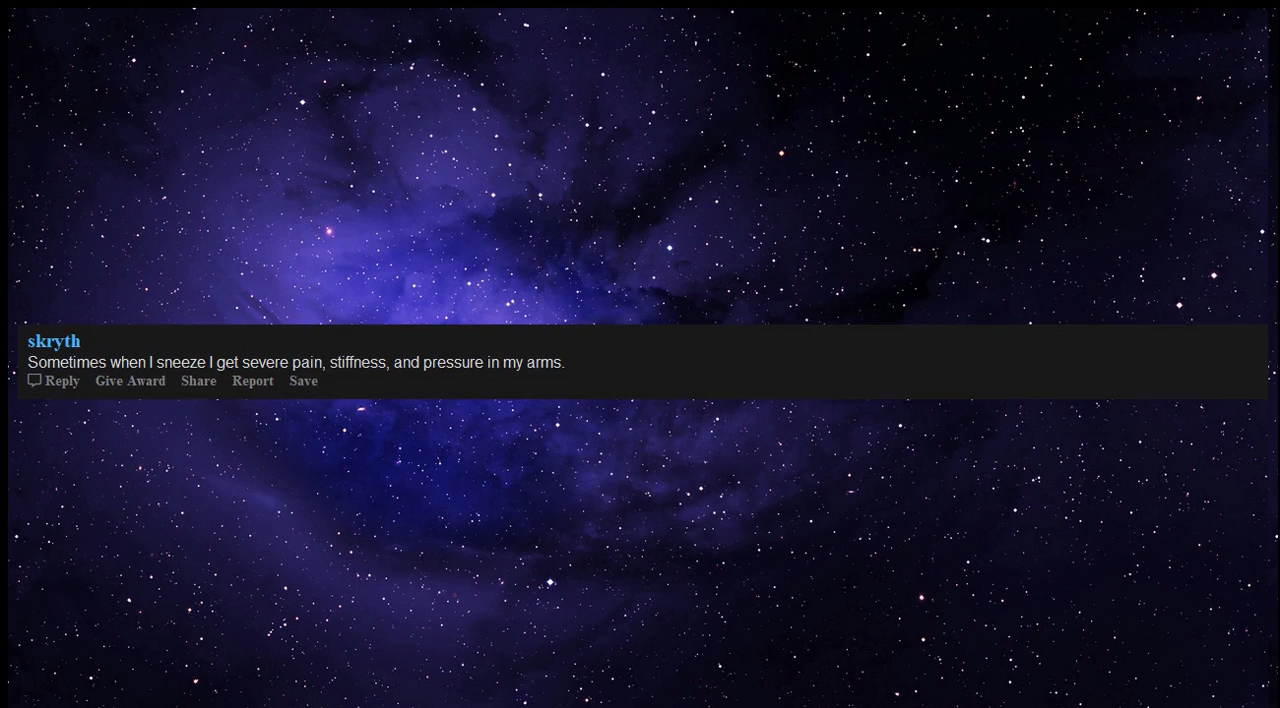 skryth
Sometimes when I sneeze I get severe pain, stiffness, and pressure in my arms.
Reply Give Award Share Report Save